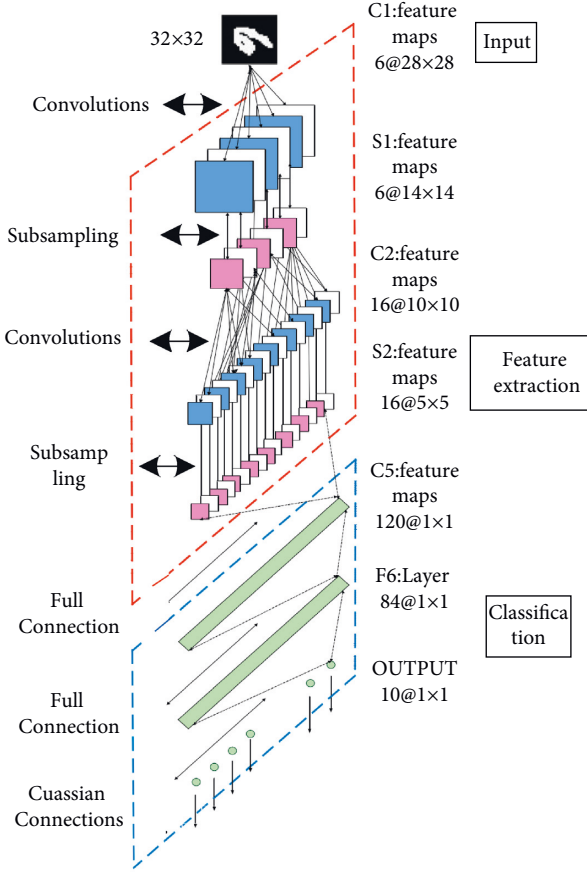 32×32
C1:feature
maps
6@28×28
Input
Convolutions
S1:feature
maps
6@14×14
Subsampling
C2:feature
maps
16@10×10
Convolutions
S2:feature
maps
16@5×5
Feature
extraction
Subsamp
ling
C5:feature
maps
120@1×1
Full
Connection
F6:Layer
84@1×1
Classifica
tion
Full
Connection
OUTPUT
10@1×1
Cuassian
Connections